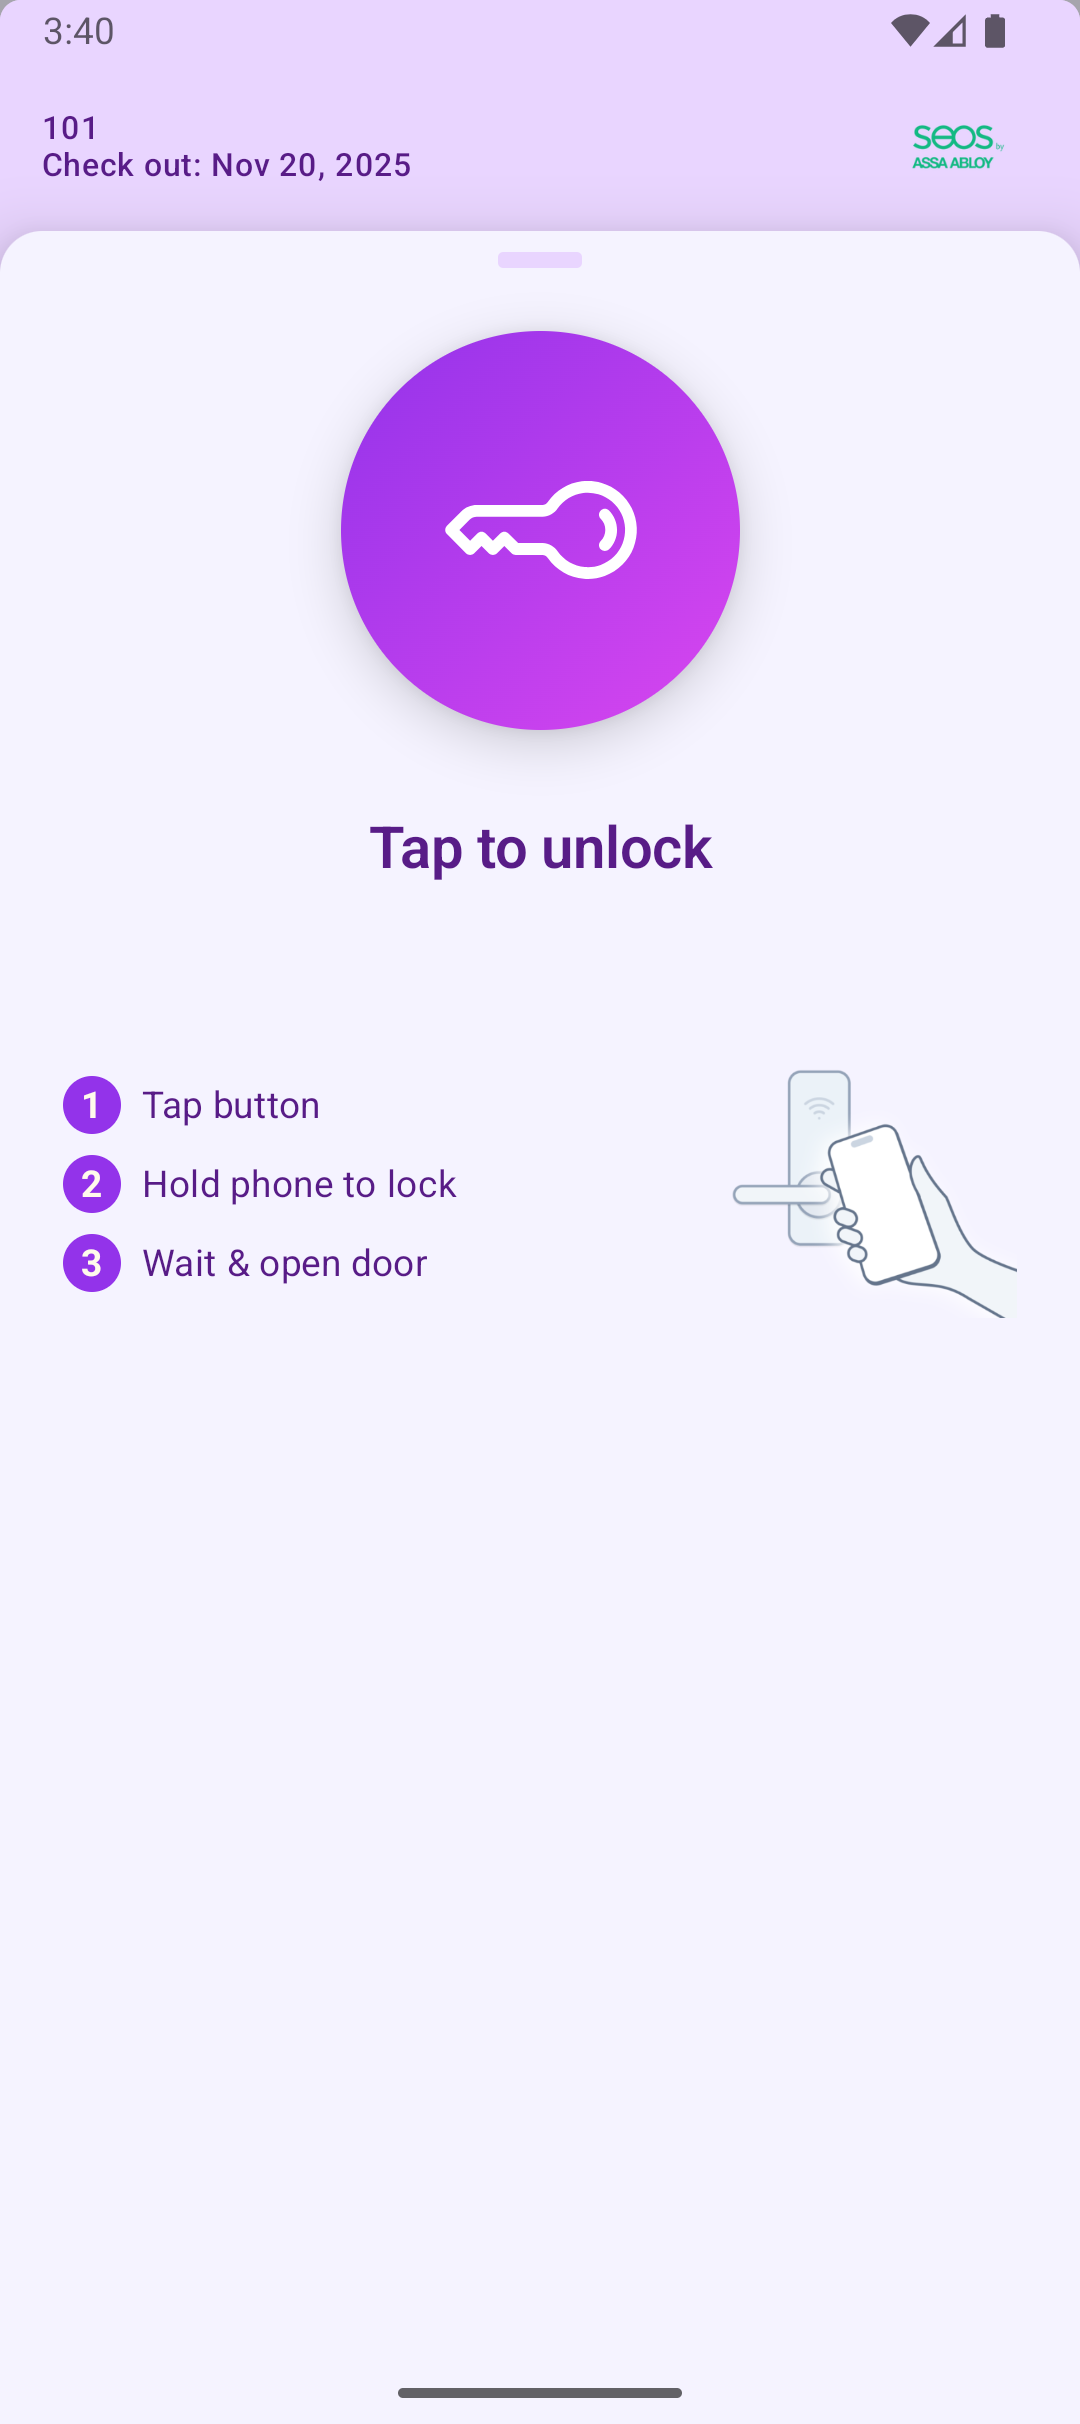 3:40
101
Check out: Nov 20, 2025
seos by
ASSA ABLOY
Tap to unlock
1 Tap button
2 Hold phone to lock
3 Wait & open door